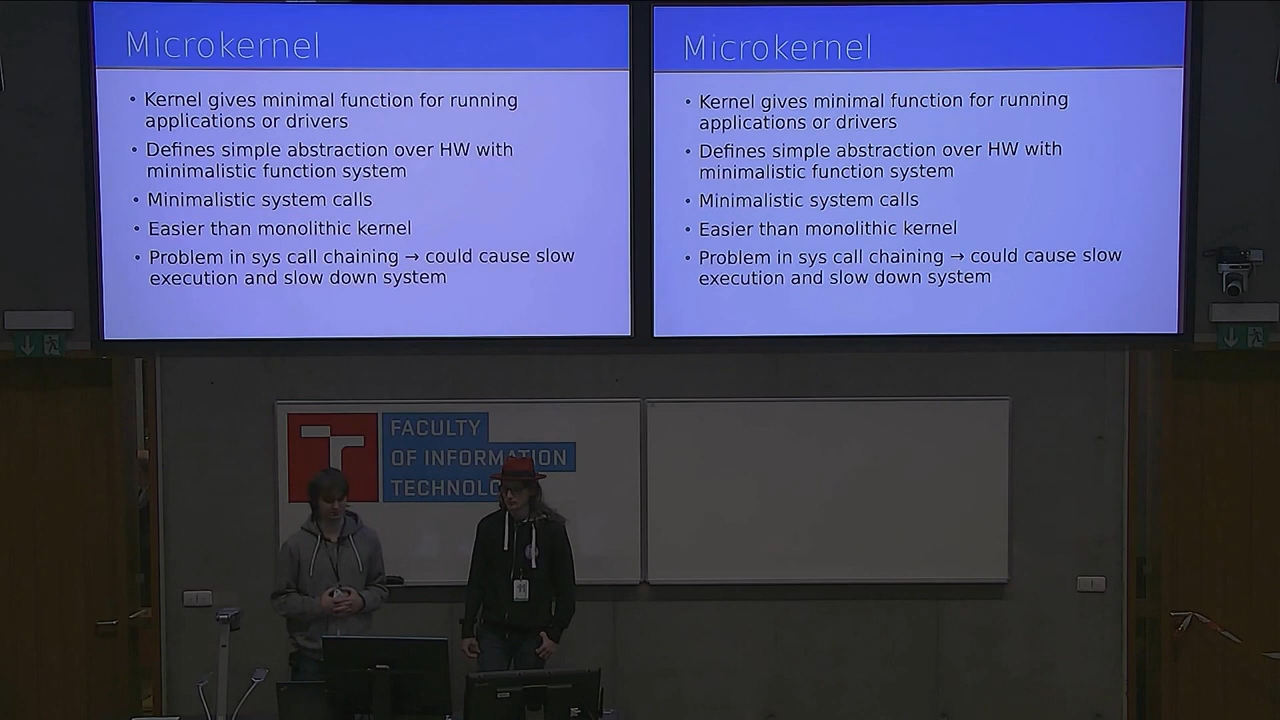 Microkernel
• Kernel gives minimal function for running
applications or drivers
• Defines simple abstraction over HW with
minimalistic function system
• Minimalistic system calls
• Easier than monolithic kernel
• Problem in sys call chaining → could cause slow
execution and slow down system
Microkernel
• Kernel gives minimal function for running
applications or drivers
• Defines simple abstraction over HW with
minimalistic function system
• Minimalistic system calls
• Easier than monolithic kernel
• Problem in sys call chaining → could cause slow
execution and slow down system
FACULTY
OF INFORMATION
TECHNOLO